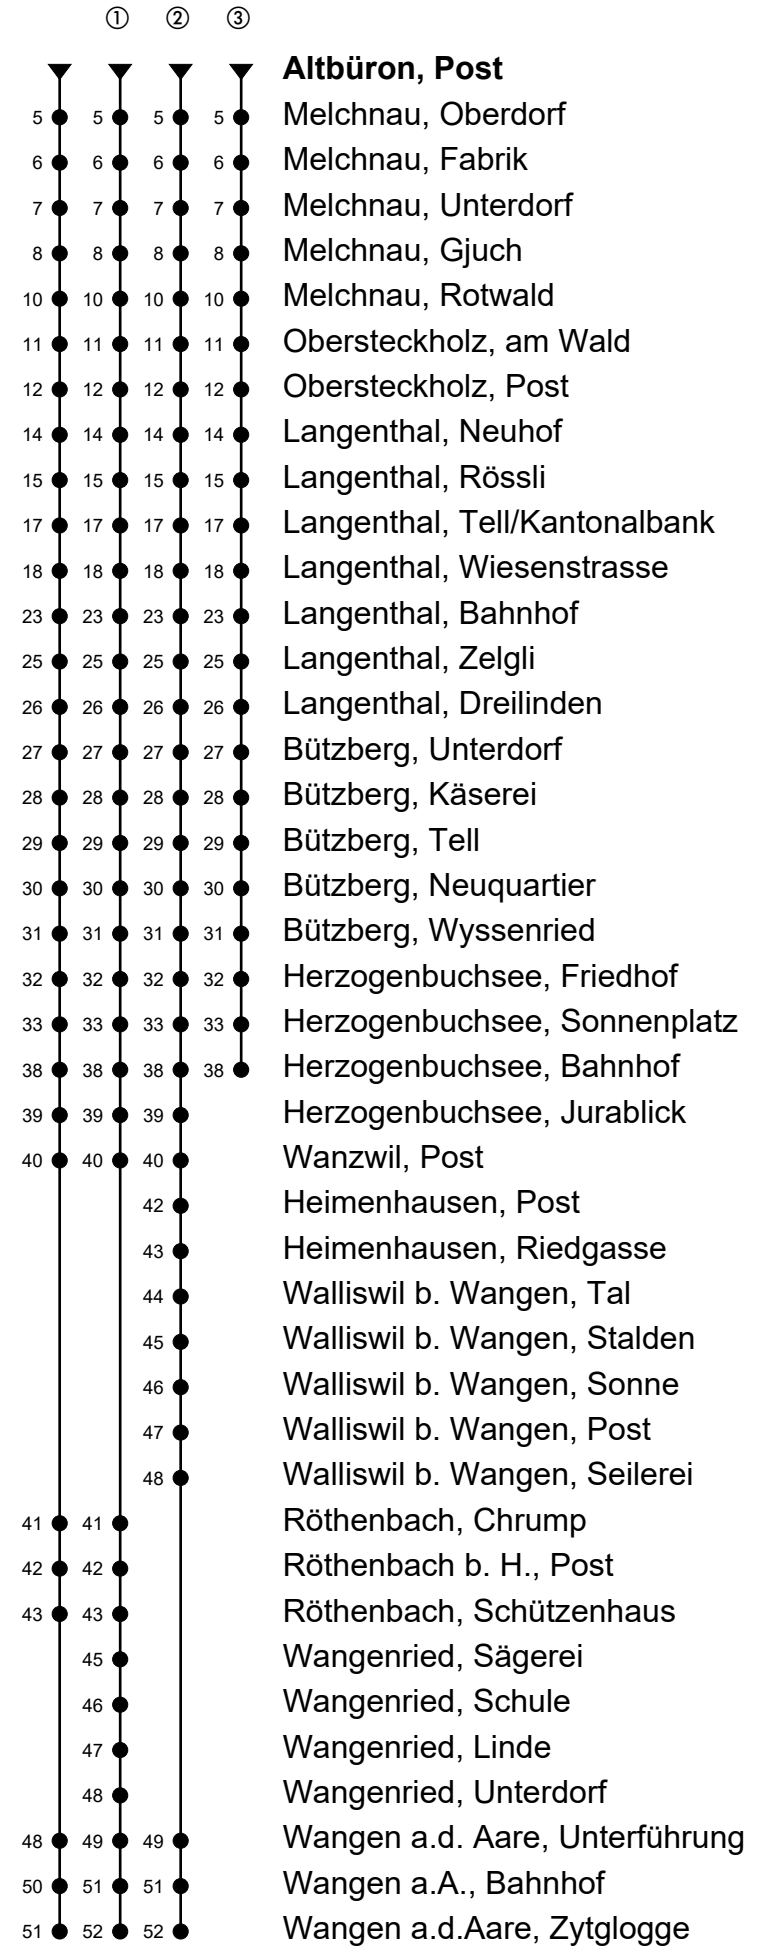 ① ② ③
Altbüron, Post
5 5 5 5 Melchnau, Oberdorf
6 6 6 6 Melchnau, Fabrik
7 7 7 7 Melchnau, Unterdorf
8 8 8 8 Melchnau, Gjuch
10 10 10 10 Melchnau, Rotwald
11 11 11 11 Obersteckholz, am Wald
12 12 12 12 Obersteckholz, Post
14 14 14 14 Langenthal, Neuhof
15 15 15 15 Langenthal, Rössli
17 17 17 17 Langenthal, Tell/Kantonalbank
18 18 18 18 Langenthal, Wiesenstrasse
23 23 23 23 Langenthal, Bahnhof
25 25 25 25 Langenthal, Zelgli
26 26 26 26 Langenthal, Dreilinden
27 27 27 27 Bützberg, Unterdorf
28 28 28 28 Bützberg, Käserei
29 29 29 29 Bützberg, Tell
30 30 30 30 Bützberg, Neuquartier
31 31 31 31 Bützberg, Wyssenried
32 32 32 32 Herzogenbuchsee, Friedhof
33 33 33 33 Herzogenbuchsee, Sonnenplatz
38 38 38 38 Herzogenbuchsee, Bahnhof
39 39 39 Herzogenbuchsee, Jurablick
40 40 40 Wanzwil, Post
42 Heimenhausen, Post
43 Heimenhausen, Riedgasse
44 Walliswil b. Wangen, Tal
45 Walliswil b. Wangen, Stalden
46 Walliswil b. Wangen, Sonne
47 Walliswil b. Wangen, Post
48 Walliswil b. Wangen, Seilerei
41 41 Röthenbach, Chrump
42 42 Röthenbach b. H., Post
43 43 Röthenbach, Schützenhaus
45 Wangenried, Sägerei
46 Wangenried, Schule
47 Wangenried, Linde
48 Wangenried, Unterdorf
48 49 49 Wangen a.d. Aare, Unterführung
50 51 51 Wangen a.A., Bahnhof
51 52 52 Wangen a.d.Aare, Zytglogge